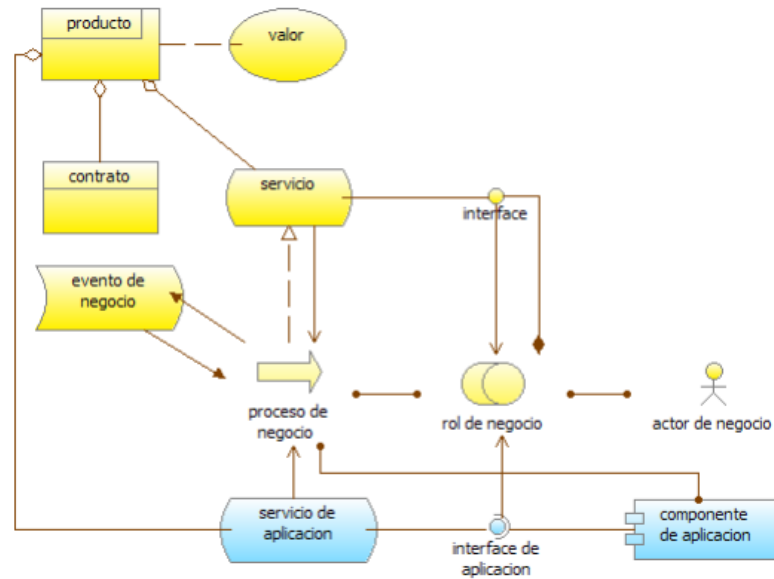 producto
valor
contrato
servicio
interface
evento de
negocio
proceso de
negocio
rol de negocio
actor de negocio
servicio de
aplicacion
interface de
aplicacion
componente
de aplicacion